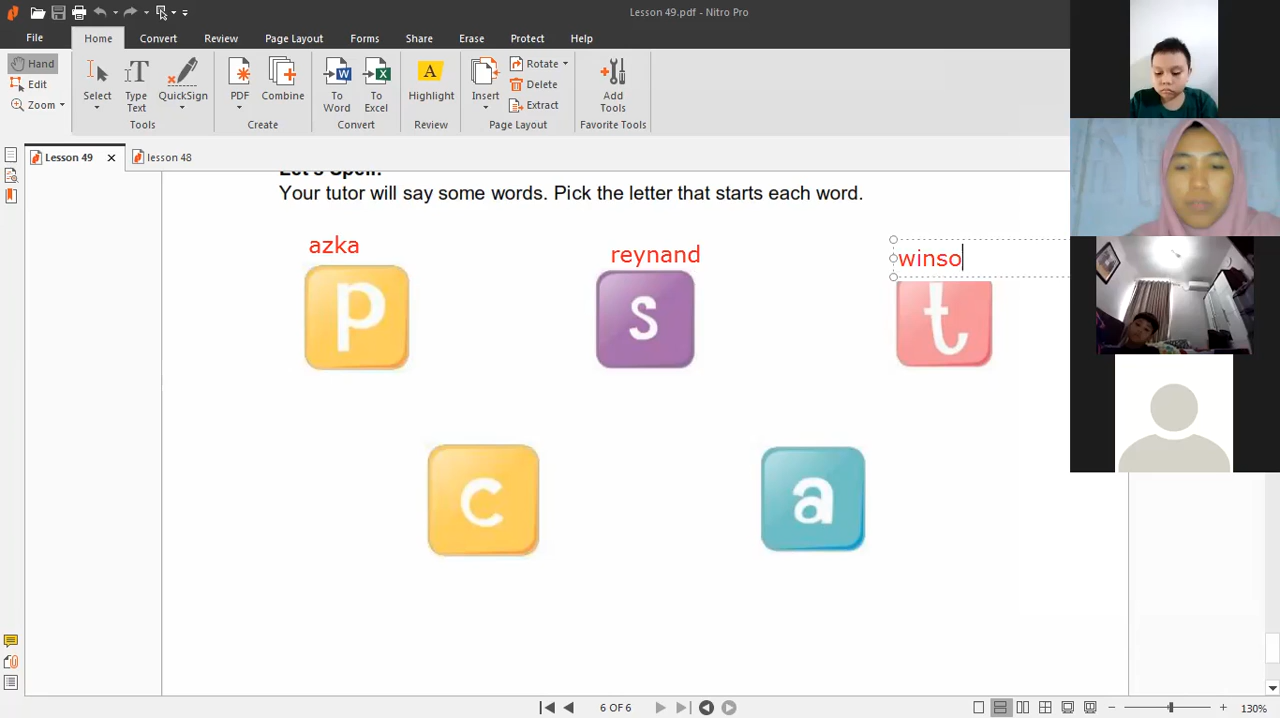 Lesson 49.pdf - Nitro Pro
File Home Convert Review Page Layout Forms Share Erase Protect Help
Hand
Edit
Zoom
Select
Type Text
QuickSign
Tools
PDF
Combine
Create
To Word
To Excel
Convert
A
Highlight
Review
Insert
Rotate
Delete
Extract
Page Layout
Add Tools
Favorite Tools
Lesson 49
lesson 48
Let's Spell!
Your tutor will say some words. Pick the letter that starts each word.
azka reynand winso
p s t
c a
6 OF 6
130%